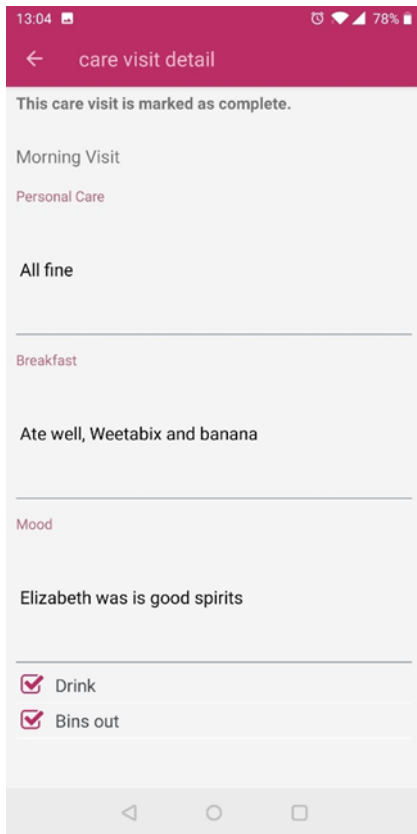 13:04
78%
care visit detail
This care visit is marked as complete.
Morning Visit
Personal Care
All fine
Breakfast
Ate well, Weetabix and banana
Mood
Elizabeth was is good spirits
Drink
Bins out